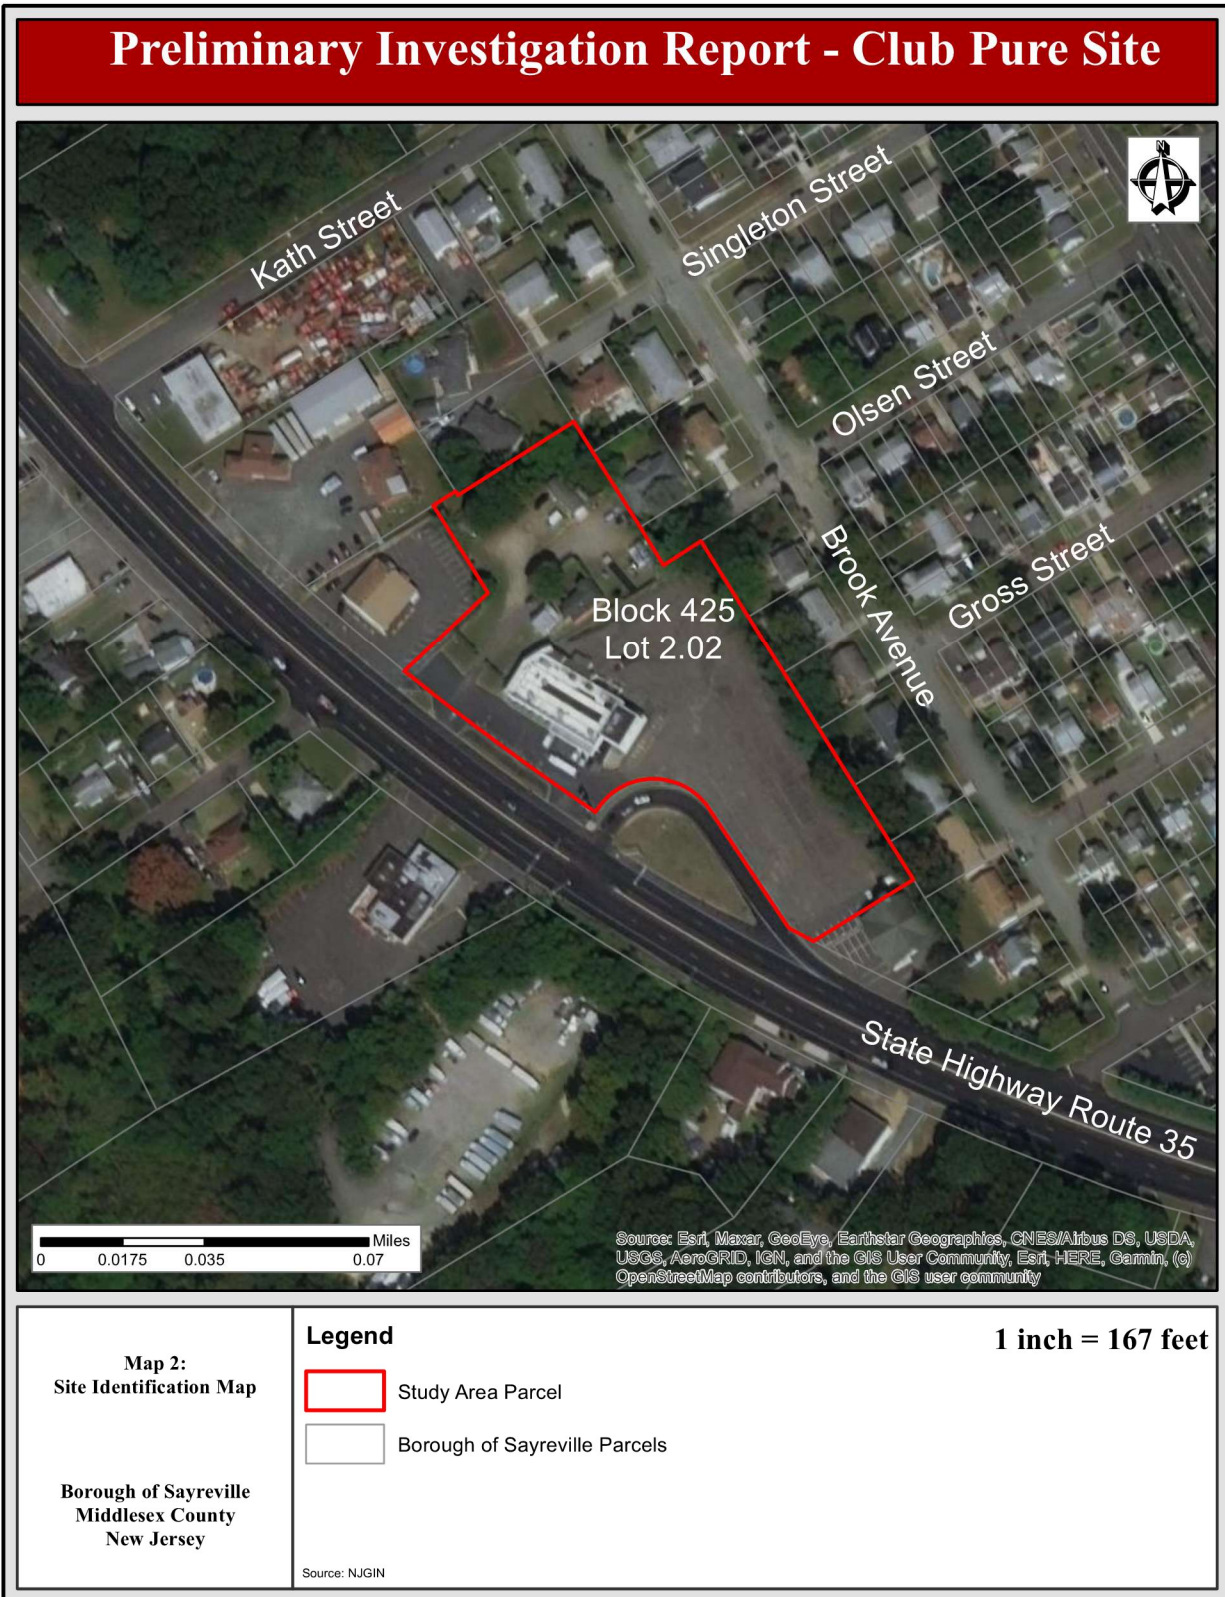 Preliminary Investigation Report - Club Pure Site
N
Kath Street
Singleton Street
Olsen Street
Gross Street
Brook Avenue
Block 425
Lot 2.02
State Highway Route 35
Miles
0 0.0175 0.035 0.07
Source: Esri, Maxar, GeoEye, Earthstar Geographics, CNES/Airbus DS, USDA,
USGS, AeroGRID, IGN, and the GIS User Community, Esri, HERE, Garmin, (c)
OpenStreetMap contributors, and the GIS user community
Map 2:
Site Identification Map
Borough of Sayreville
Middlesex County
New Jersey
Legend
1 inch = 167 feet
Study Area Parcel
Borough of Sayreville Parcels
Source: NJGIN